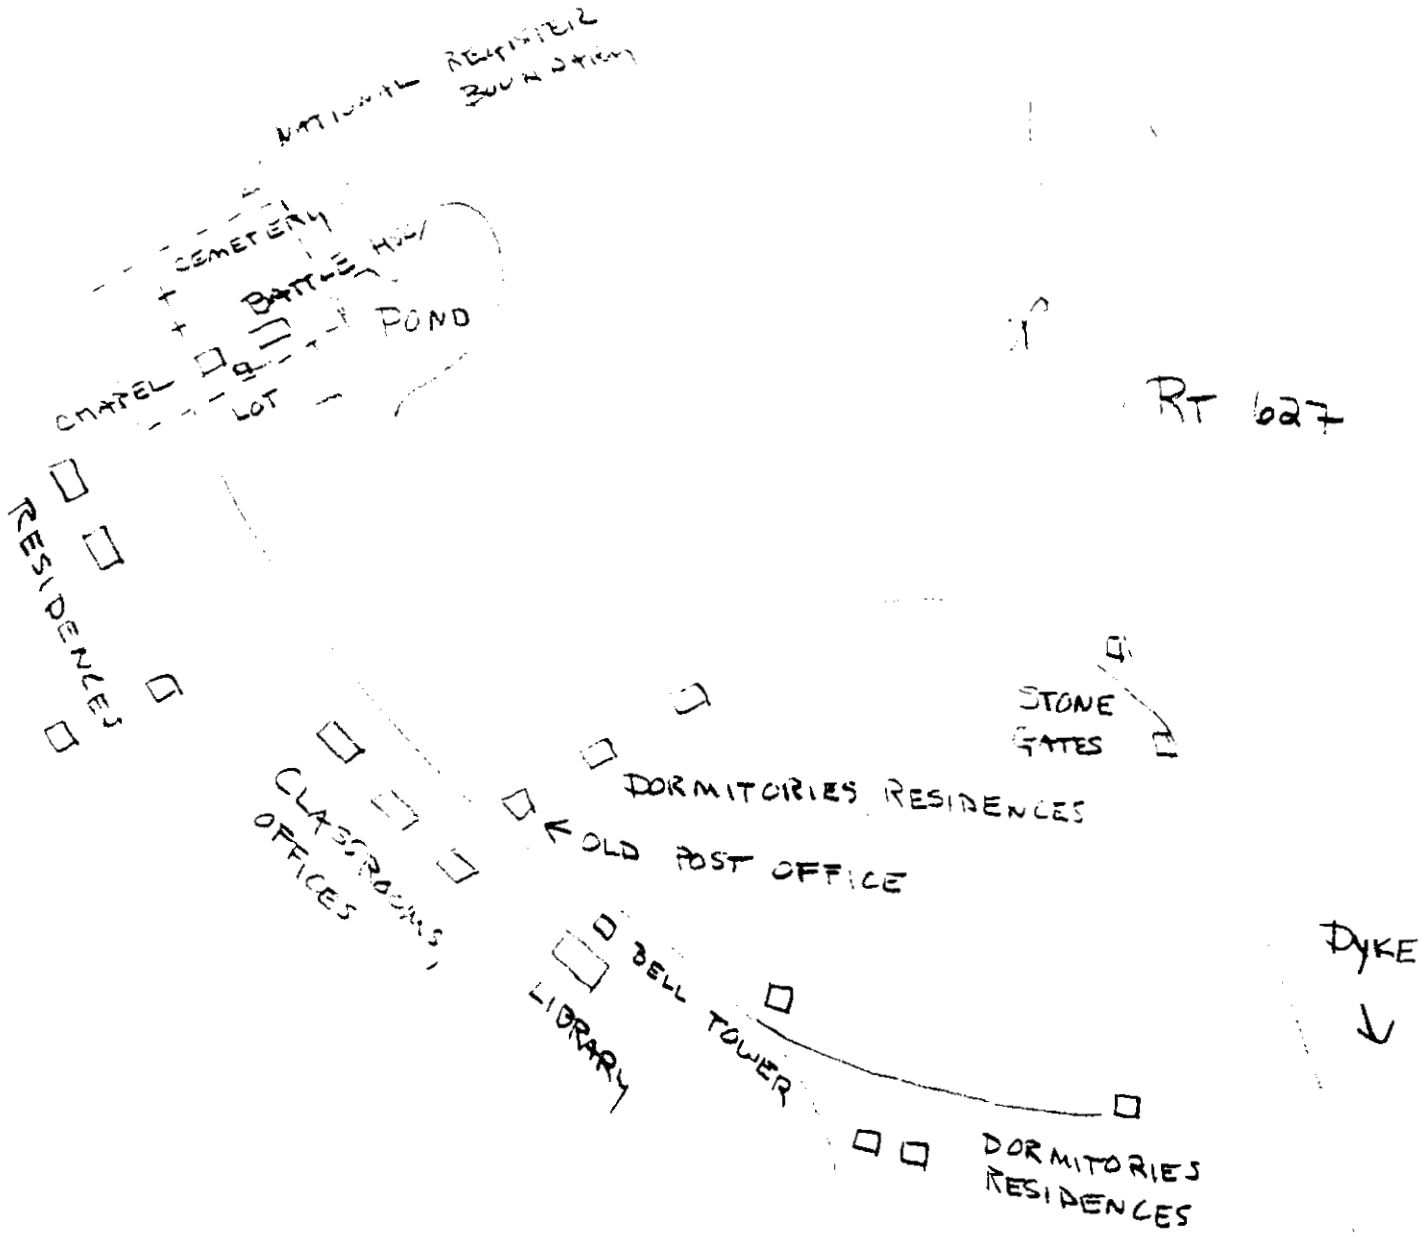 NATIONAL REGISTER
BOUNDARY
CEMETERY
BATTLE
POND
CHAPEL
LOT
RT 627
RESIDENCES
STONE
GATES
DORMITORIES RESIDENCES
OLD POST OFFICE
CLASSROOMS,
OFFICES
BELL TOWER
LIBRARY
DYKE
DORMITORIES
RESIDENCES